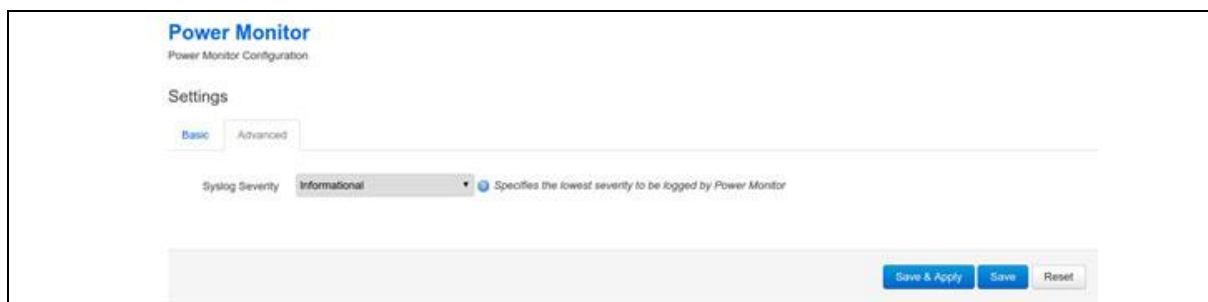 Power Monitor
Power Monitor Configuration
Settings
Basic Advanced
Syslog Severity Informational Specifies the lowest severity to be logged by Power Monitor
Save & Apply Save Reset